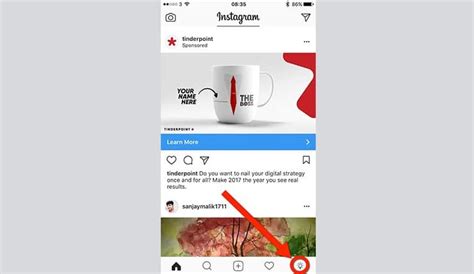 3
08:35
Instagram
tinderpoint
Sponsored
YOUR
NAME
HERE
THE
BOSS
TINDERPOINT
Learn More
tinderpoint Do you want to nail your digital strategy
once and for all? Make 2017 the year you see real
results.
sanjaymalik1711